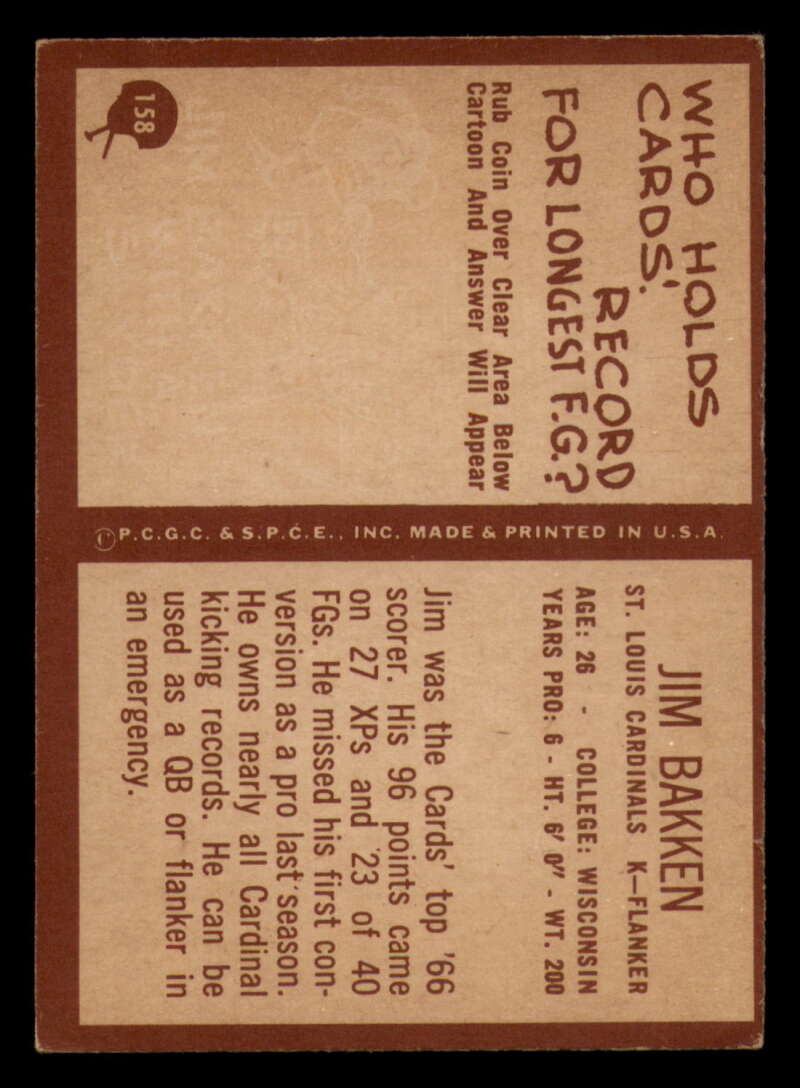 WHO HOLDS
CARDS'
RECORD
FOR LONGEST F.G.?
Rub Coin Over Clear Area Below
Cartoon And Answer Will Appear
158
© P.C.G.C. & S.P.C.E., INC. MADE & PRINTED IN U.S.A.
JIM BAKKEN
ST. LOUIS CARDINALS K—FLANKER
AGE: 26 - COLLEGE: WISCONSIN
YEARS PRO: 6 - HT. 6' 0" - WT. 200
Jim was the Cards' top '66
scorer. His 96 points came
on 27 XPs and 23 of 40
FGs. He missed his first con-
version as a pro last season.
He owns nearly all Cardinal
kicking records. He can be
used as a QB or flanker in
an emergency.